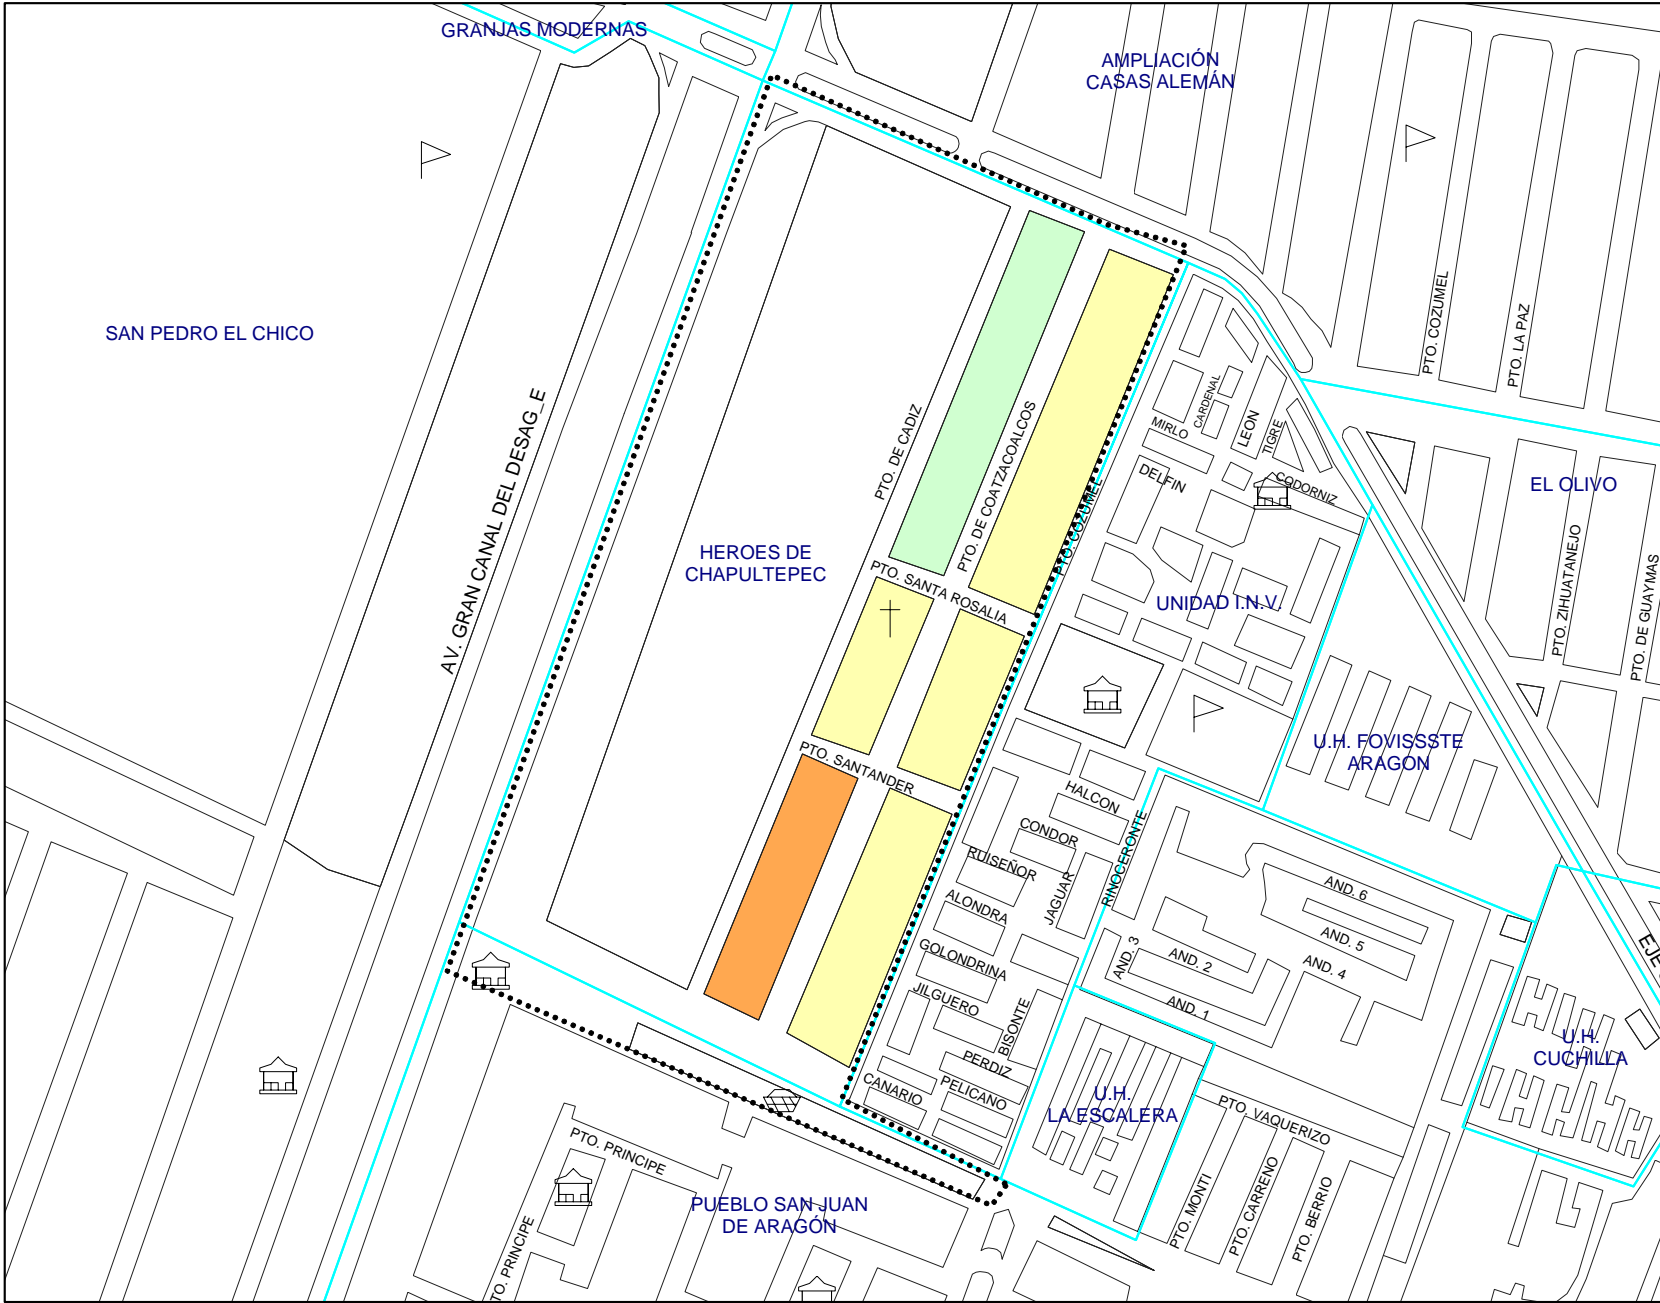 GRANJAS MODERNAS
AMPLIACIÓN
CASAS ALEMÁN
SAN PEDRO EL CHICO
AV. GRAN CANAL DEL DESAG_E
HEROES DE
CHAPULTEPEC
PTO. DE CADIZ
PTO. DE COATZACOALCOS
PTO. COZUMEL
PTO. SANTA ROSALIA
PTO. SANTANDER
PTO. COZUMEL
PTO. LA PAZ
CARDENAL
MIRLO
LEON
TIGRE
DELFIN
CODORNIZ
EL OLIVO
PTO. ZIHUATANEJO
PTO. DE GUAYMAS
UNIDAD I.N.V.
U.H. FOVISSSTE
ARAGON
HALCON
CONDOR
RUISEÑOR
ALONDRA
JAGUAR
RINOCERONTE
GOLONDRINA
JILGUERO
BISONTE
PERDIZ
PELICANO
CANARIO
AND. 6
AND. 5
AND. 4
AND. 3
AND. 2
AND. 1
EJE
U.H.
CUCHILLA
U.H.
LA ESCALERA
PTO. VAQUERIZO
PTO. MONTI
PTO. CARREÑO
PTO. BERRIO
PTO. PRINCIPE
PUEBLO SAN JUAN
DE ARAGÓN
TO. PRINCIPE